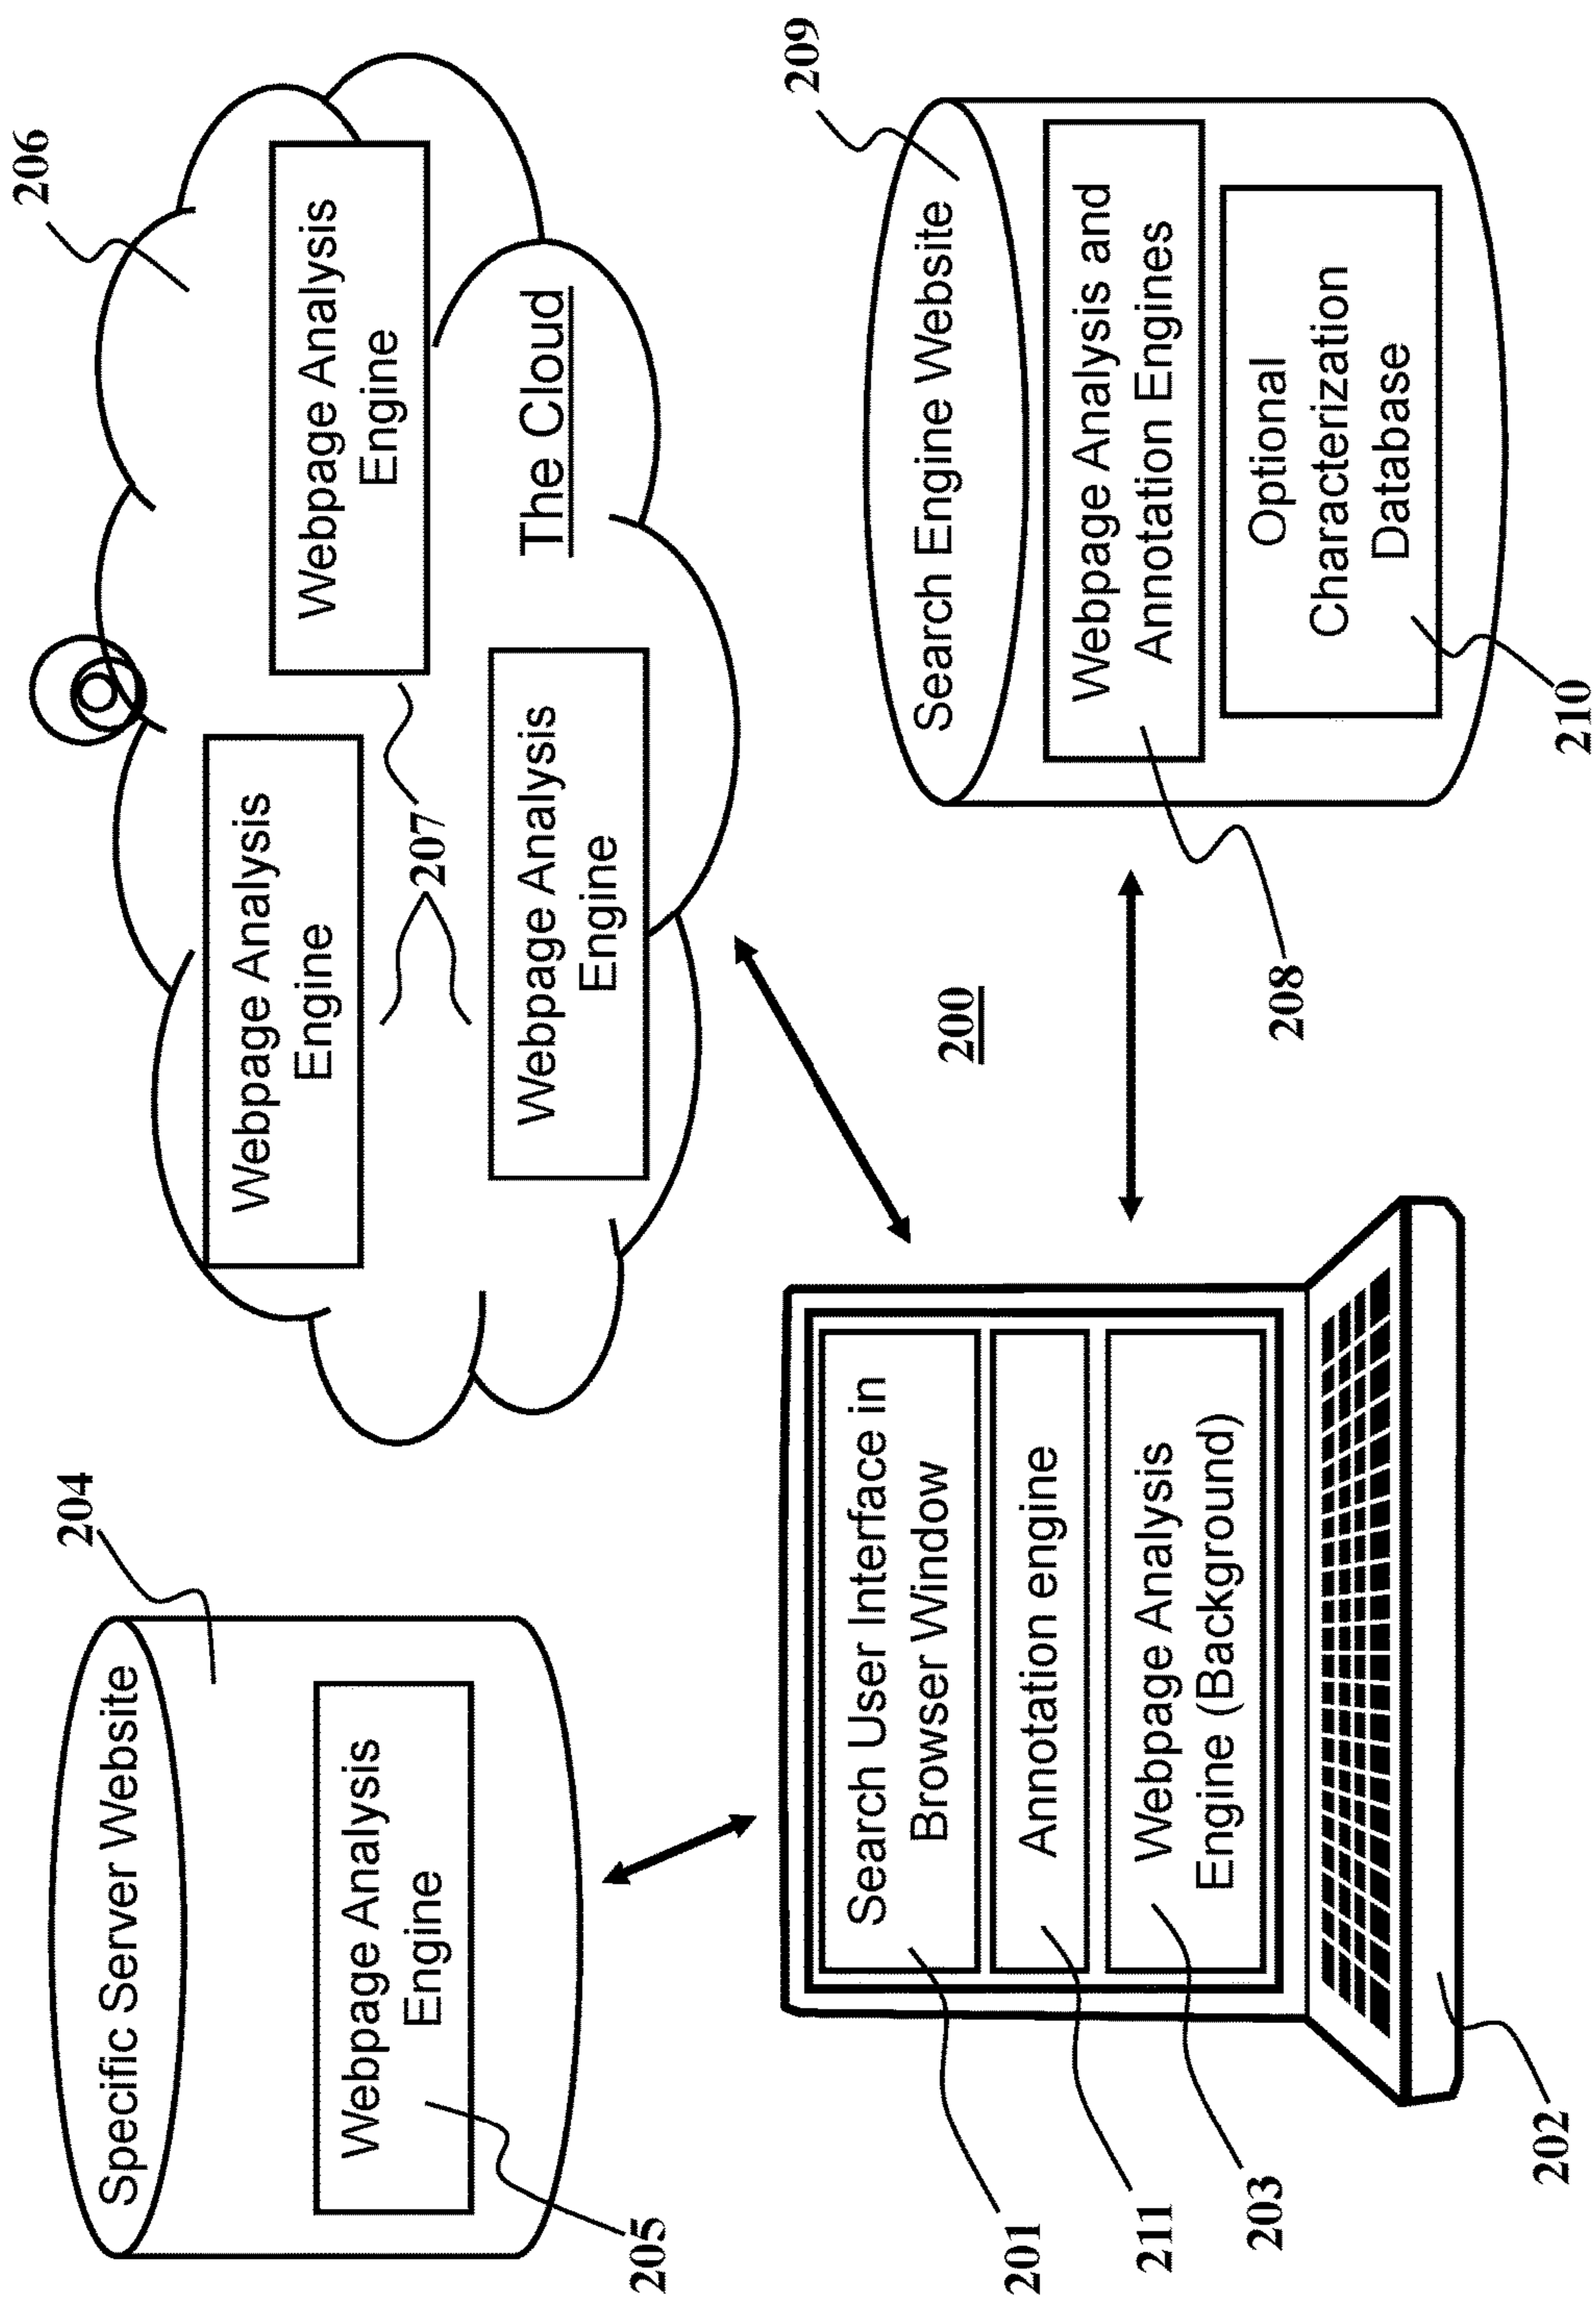 Specific Server Website
204
Webpage Analysis
Engine
205
206
Webpage Analysis
Engine
207
Webpage Analysis
Engine
Webpage Analysis
Engine
The Cloud
Search User Interface in
Browser Window
201
Annotation engine
211
Webpage Analysis
Engine (Background)
203
202
200
209
Search Engine Website
Webpage Analysis and
Annotation Engines
208
Optional
Characterization
Database
210